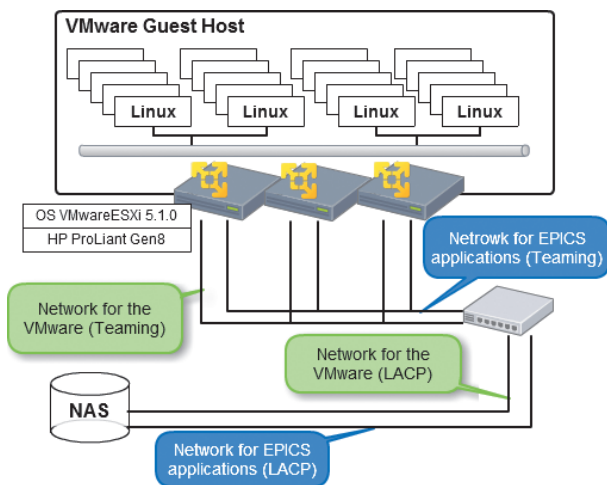 VMware Guest Host
Linux
Linux
Linux
Linux
OS VMwareESXi 5.1.0
HP ProLiant Gen8
Netrowk for EPICS
applications (Teaming)
Network for the
VMware (Teaming)
Network for the
VMware (LACP)
NAS
Network for EPICS
applications (LACP)